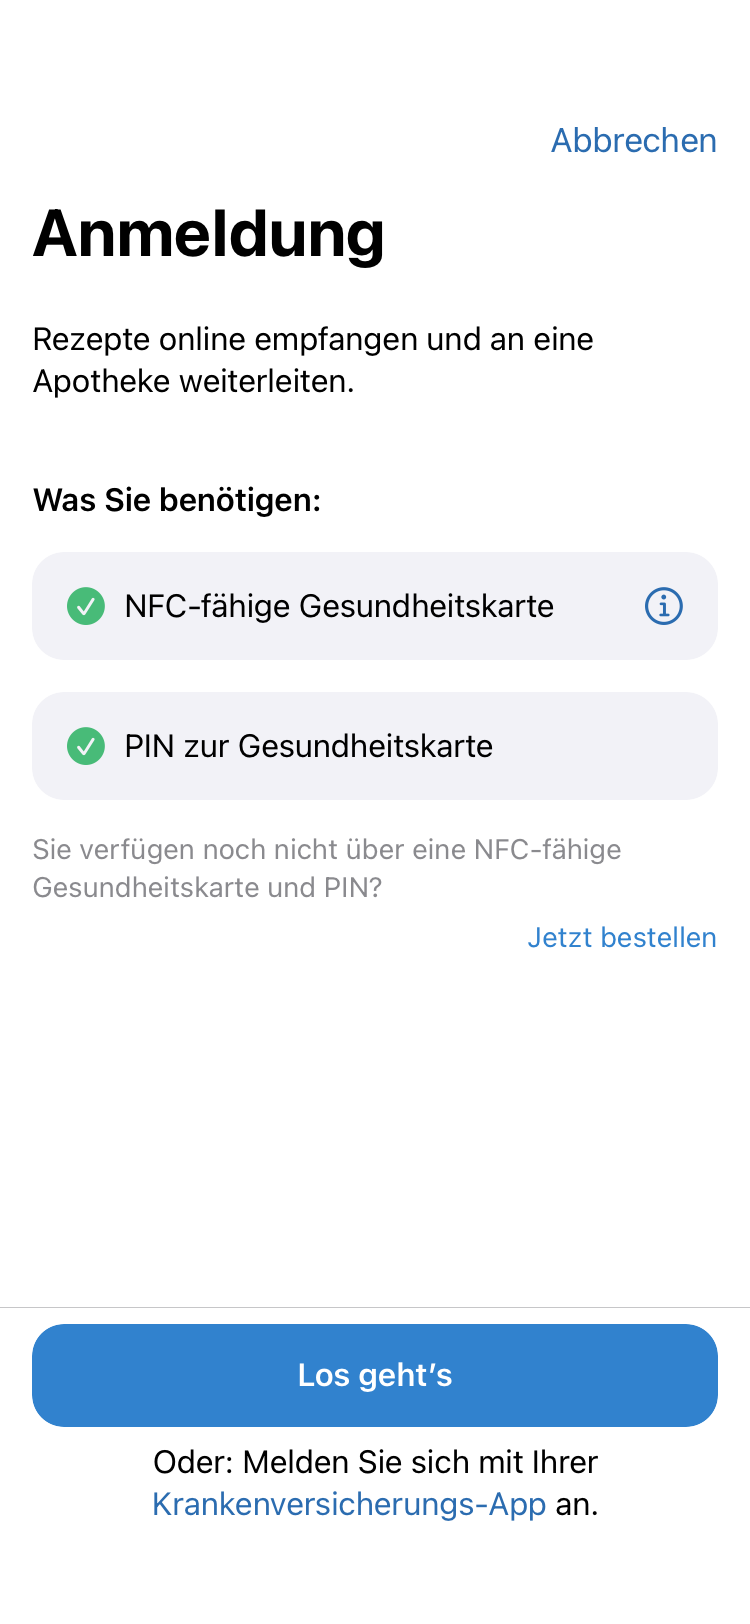 Abbrechen
Anmeldung
Rezepte online empfangen und an eine
Apotheke weiterleiten.
Was Sie benötigen:
NFC-fähige Gesundheitskarte
PIN zur Gesundheitskarte
Sie verfügen noch nicht über eine NFC-fähige
Gesundheitskarte und PIN?
Jetzt bestellen
Los geht’s
Oder: Melden Sie sich mit Ihrer
Krankenversicherungs-App an.